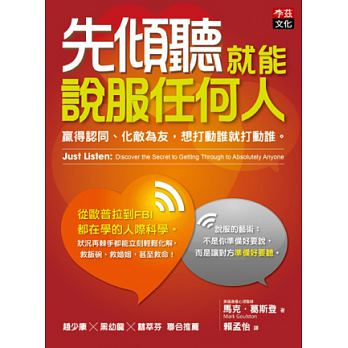 李茲
文化
先傾聽就能
說服任何人
贏得認同、化敵為友，想打動誰就打動誰。
Just Listen: Discover the Secret to Getting Through to Absolutely Anyone
從歐普拉到FBI
都在學的人際科學。
狀況再棘手都能立刻輕鬆化解，
救飯碗、救婚姻，甚至救命！
說服的藝術：
不是你準備好要說，
而是讓對方準備好要聽。
美國最強心理醫師
馬克．葛斯登 著
Mark Goulston
賴孟怡 譯
趙少康╳黑幼龍╳蔡萃芬 聯合推薦